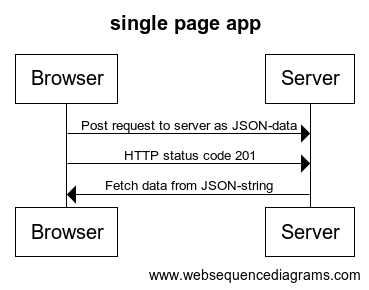 single page app
Browser Server
Post request to server as JSON-data
HTTP status code 201
Fetch data from JSON-string
Browser Server
www.websequencediagrams.com